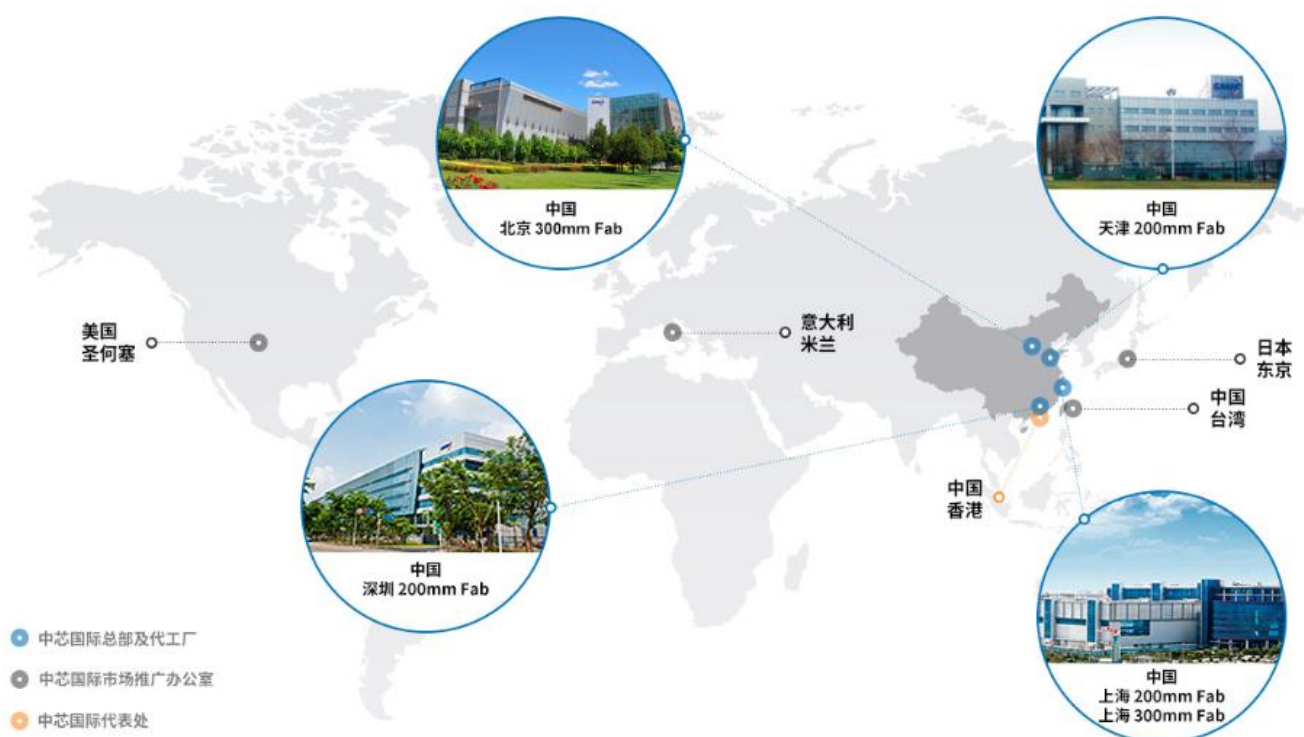 中国
北京 300mm Fab
中国
天津 200mm Fab
美国
圣何塞
意大利
米兰
日本
东京
中国
台湾
中国
香港
中国
深圳 200mm Fab
中国
上海 200mm Fab
上海 300mm Fab
中芯国际总部及代工厂
中芯国际市场推广办公室
中芯国际代表处